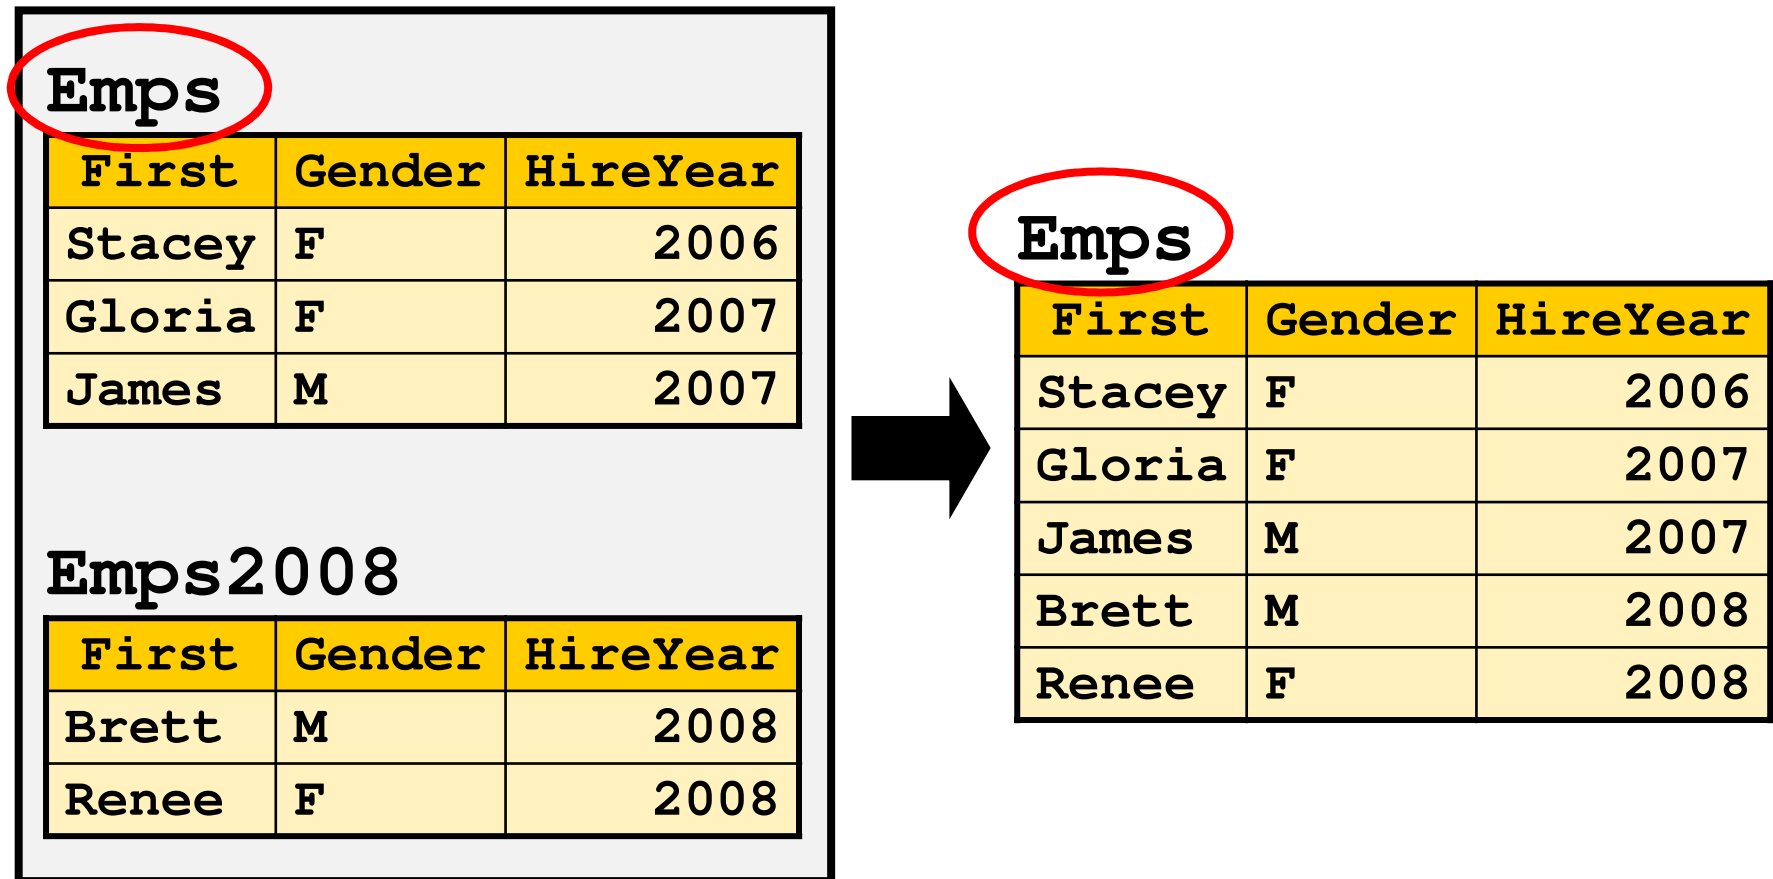 Emps
First Gender HireYear
Stacey F 2006
Gloria F 2007
James M 2007
Emps2008
First Gender HireYear
Brett M 2008
Renee F 2008
Emps
First Gender HireYear
Stacey F 2006
Gloria F 2007
James M 2007
Brett M 2008
Renee F 2008